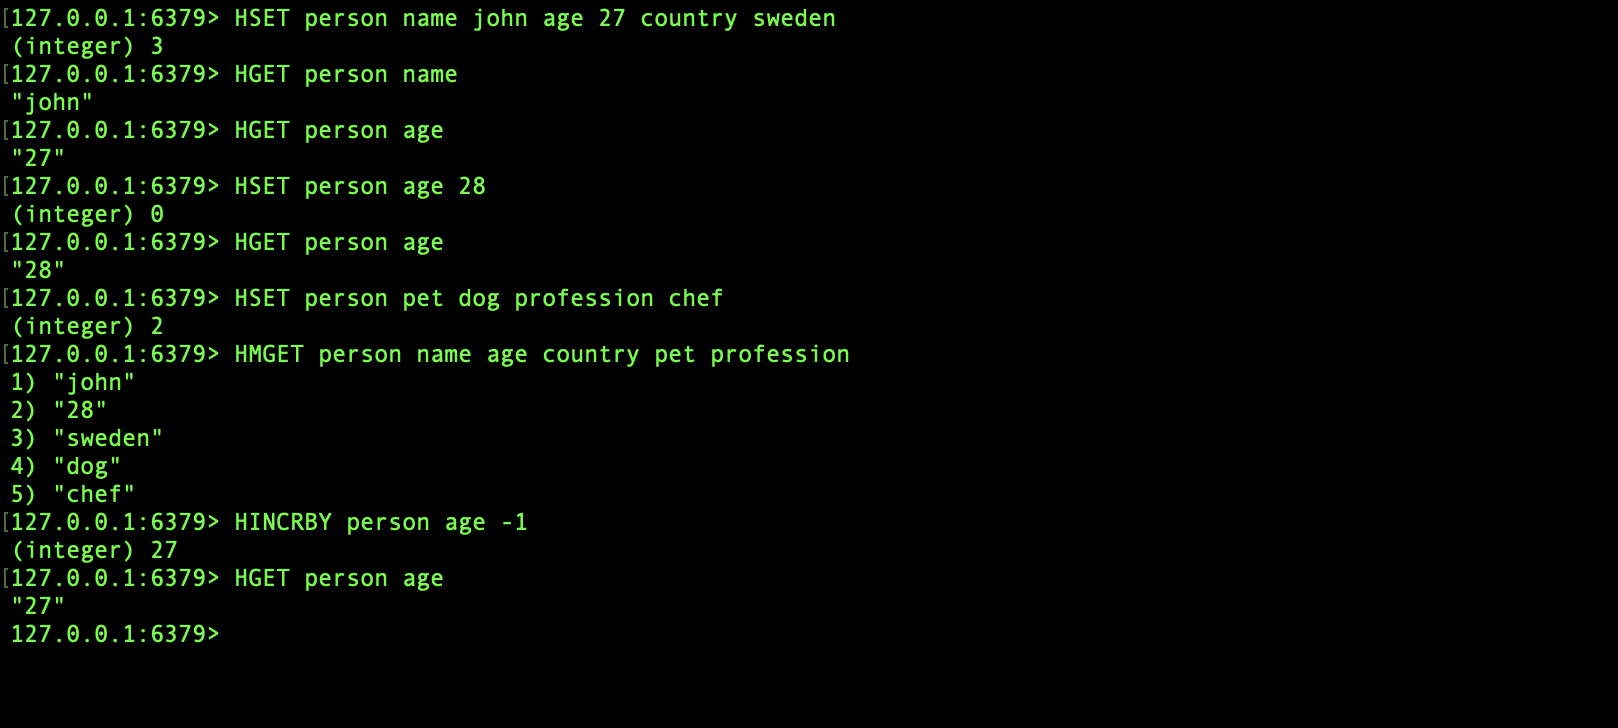 [127.0.0.1:6379> HSET person name john age 27 country sweden
(integer) 3
[127.0.0.1:6379> HGET person name
"john"
[127.0.0.1:6379> HGET person age
"27"
[127.0.0.1:6379> HSET person age 28
(integer) 0
[127.0.0.1:6379> HGET person age
"28"
[127.0.0.1:6379> HSET person pet dog profession chef
(integer) 2
[127.0.0.1:6379> HMGET person name age country pet profession
1) "john"
2) "28"
3) "sweden"
4) "dog"
5) "chef"
[127.0.0.1:6379> HINCRBY person age -1
(integer) 27
[127.0.0.1:6379> HGET person age
"27"
127.0.0.1:6379>